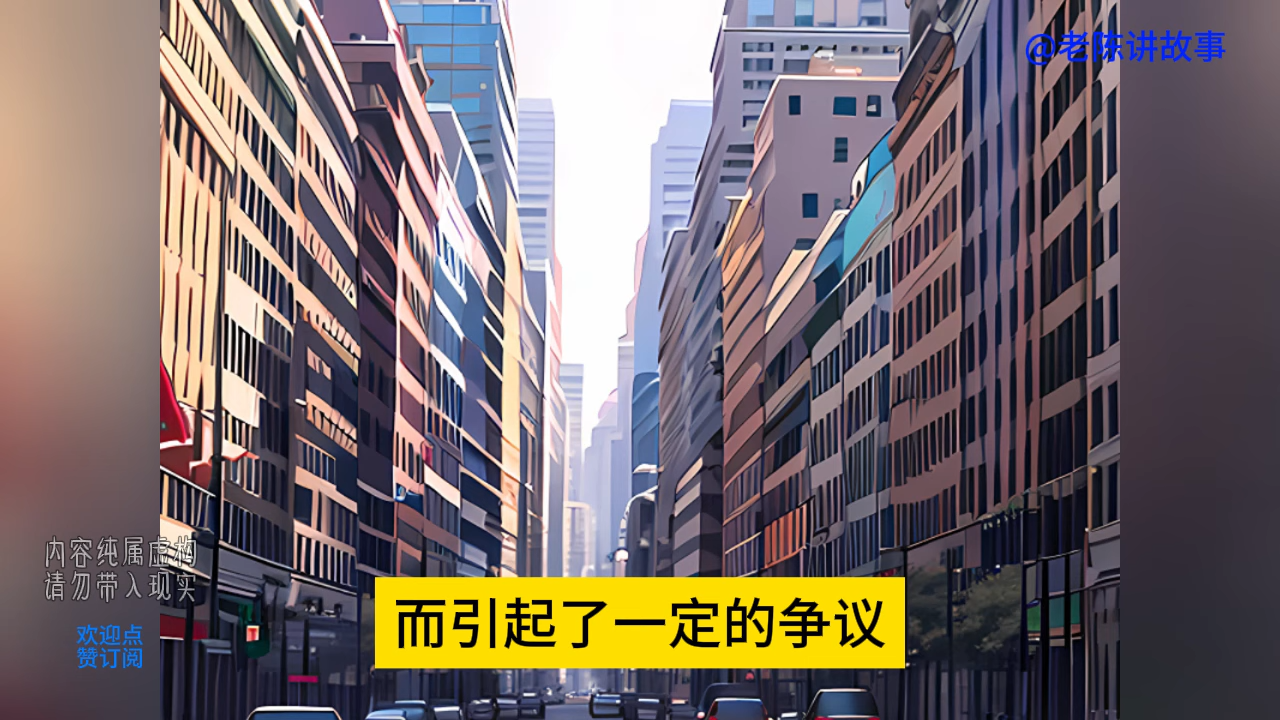 @老陈讲故事
内容纯属虚构
请勿带入现实
欢迎点
赞订阅
而引起了一定的争议